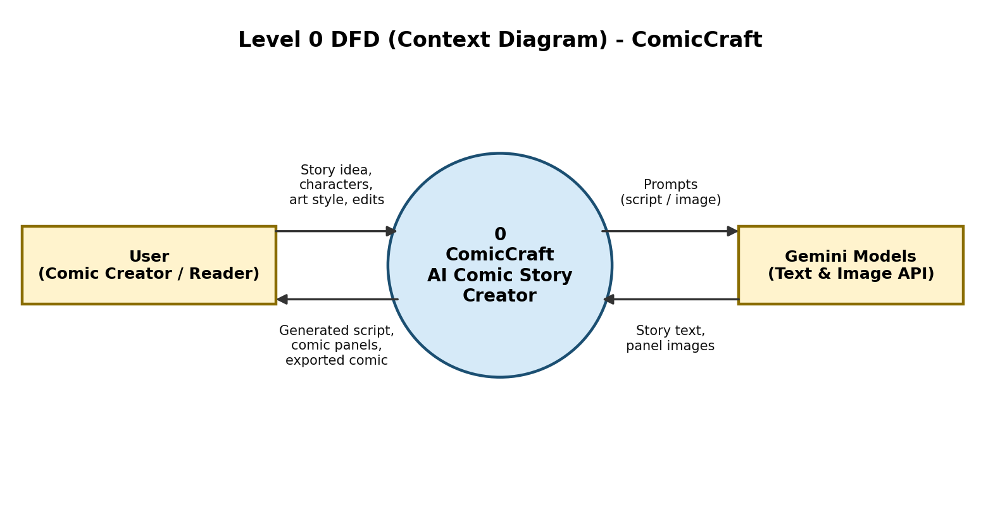 Level 0 DFD (Context Diagram) - ComicCraft
Story idea,
characters,
art style, edits
Prompts
(script / image)
User
(Comic Creator / Reader)
0
ComicCraft
AI Comic Story
Creator
Gemini Models
(Text & Image API)
Generated script,
comic panels,
exported comic
Story text,
panel images